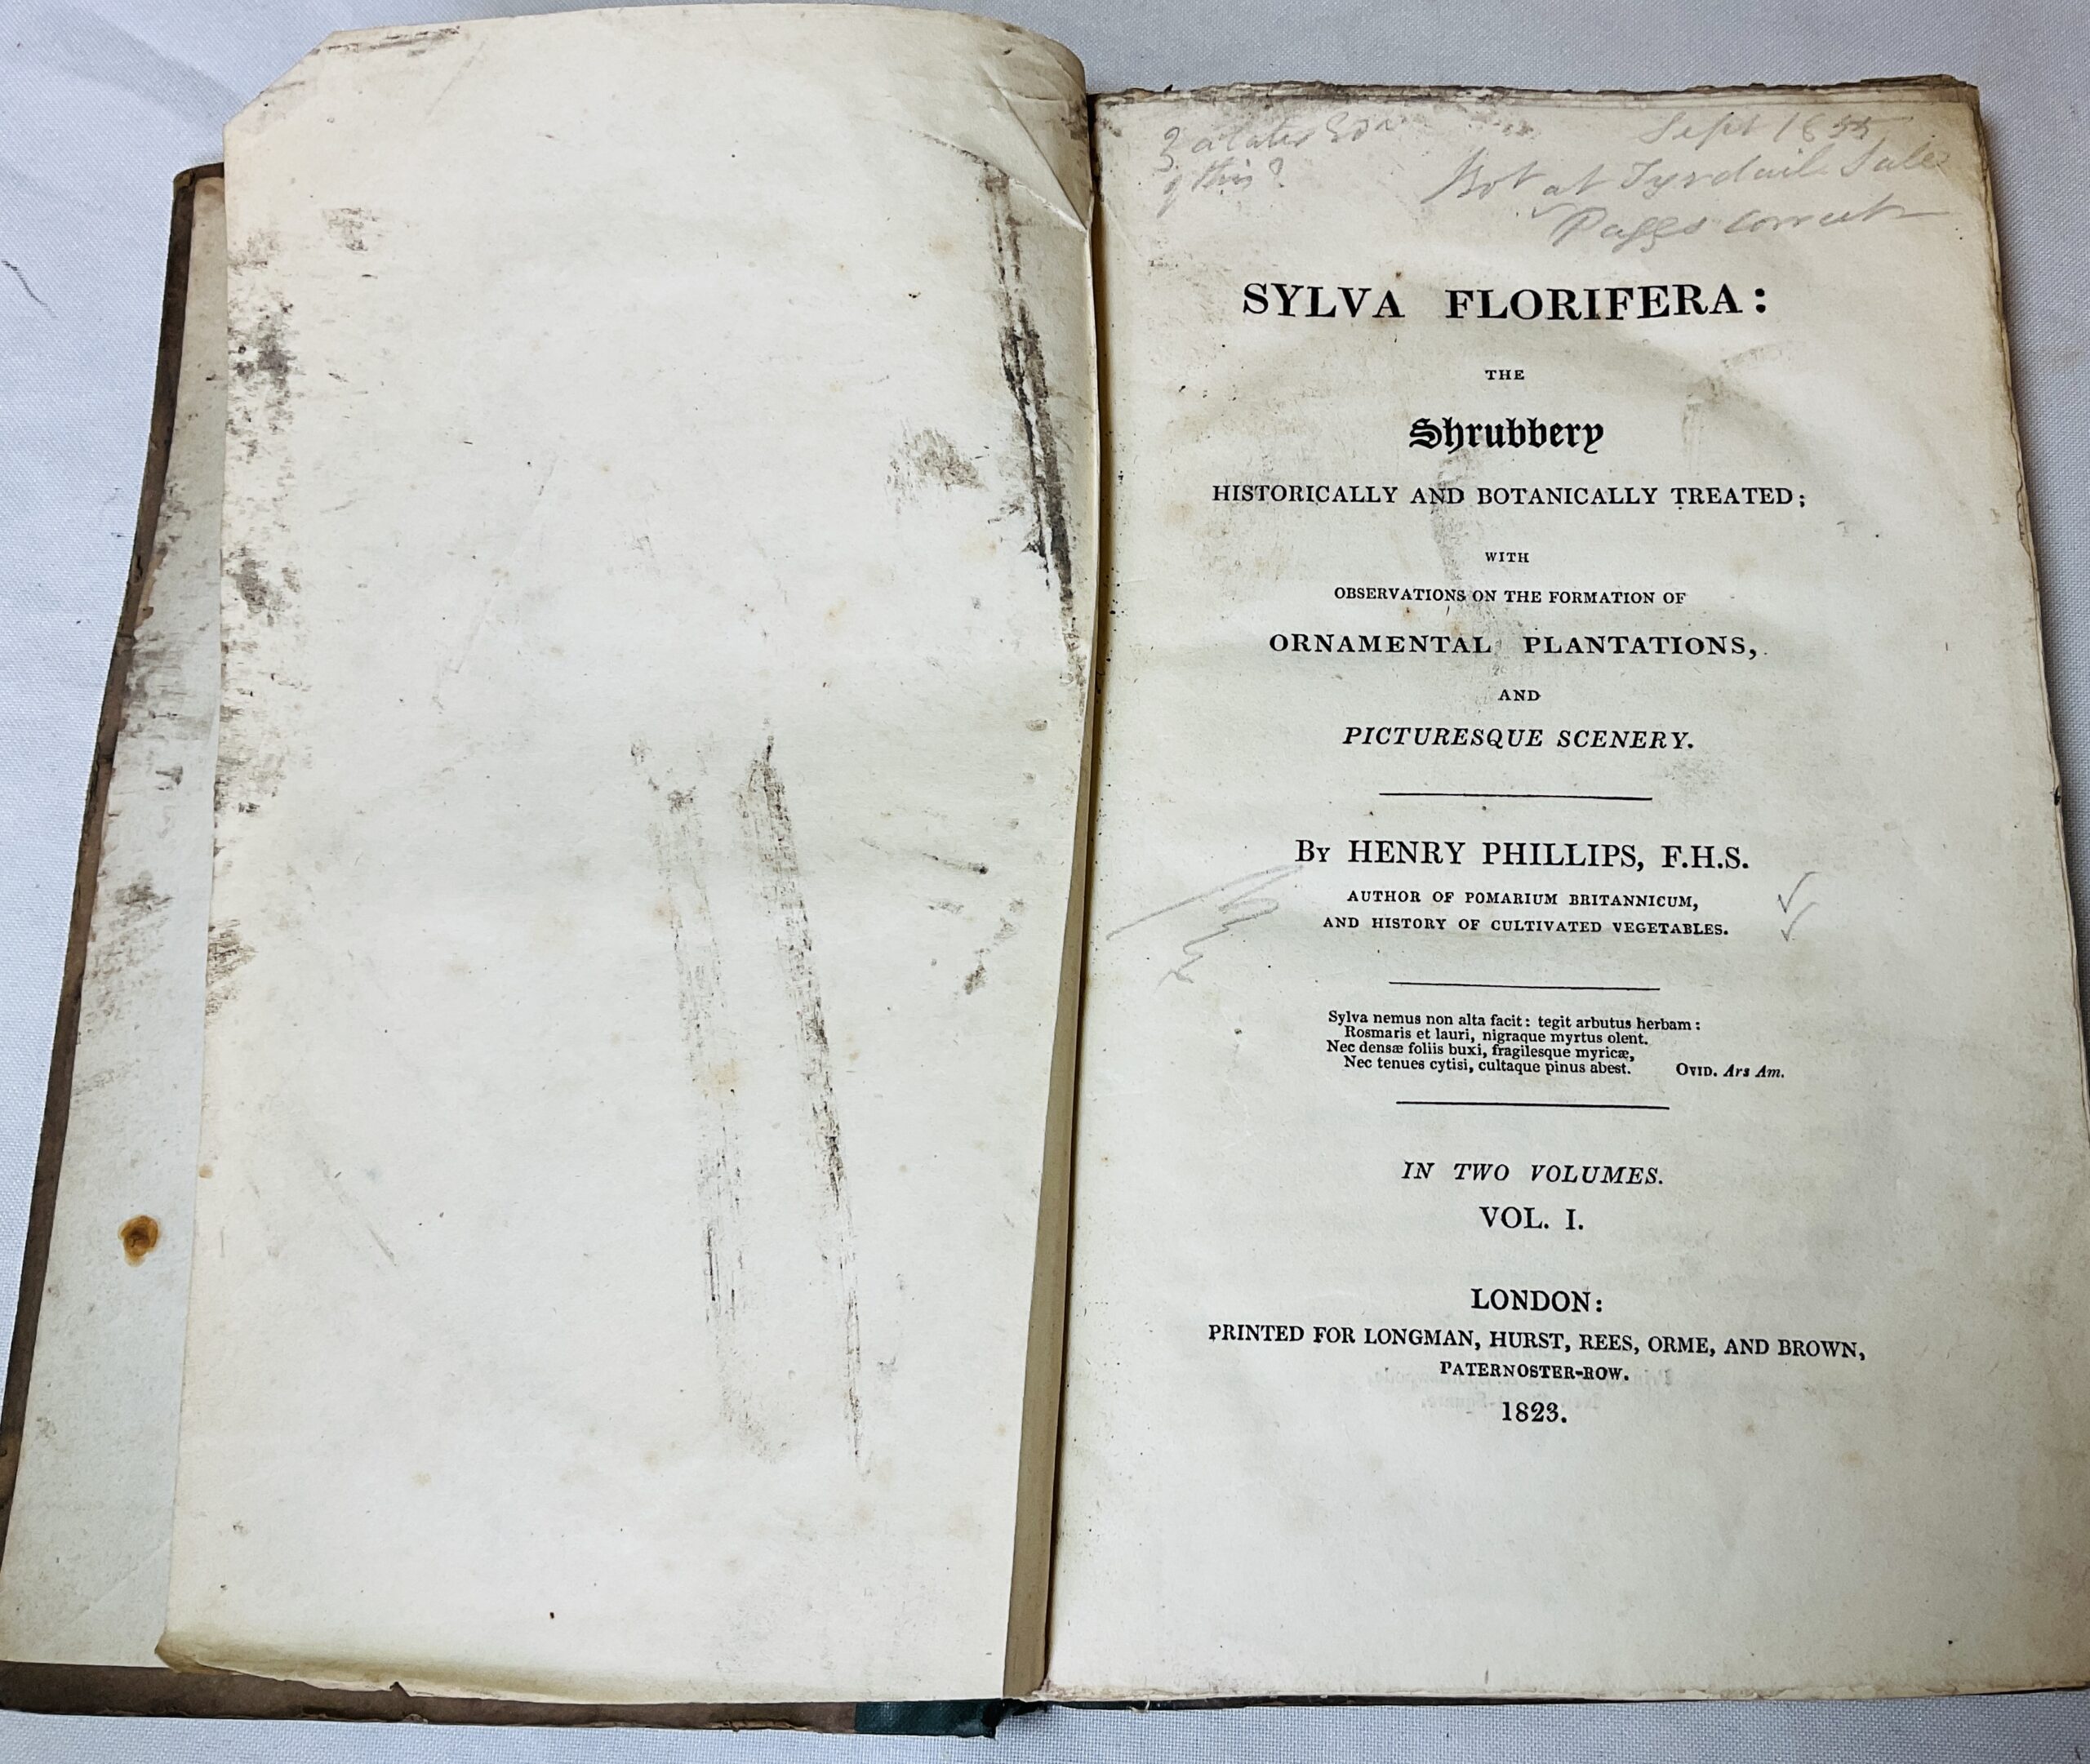 Sept 1855
of this?
Bot at Tyrdail Sale
Pages correct
SYLVA FLORIFERA:
THE
Shrubbery
HISTORICALLY AND BOTANICALLY TREATED;
WITH
OBSERVATIONS ON THE FORMATION OF
ORNAMENTAL PLANTATIONS,
AND
PICTURESQUE SCENERY.
By HENRY PHILLIPS, F.H.S.
AUTHOR OF POMARIUM BRITANNICUM,
AND HISTORY OF CULTIVATED VEGETABLES.
Sylva nemus non alta facit: tegit arbutus herbam:
Rosmaris et lauri, nigraque myrtus olent.
Nec densæ foliis buxi, fragilesque myricæ,
Nec tenues cytisi, cultaque pinus abest. OVID. Ars Am.
IN TWO VOLUMES.
VOL. I.
LONDON:
PRINTED FOR LONGMAN, HURST, REES, ORME, AND BROWN,
PATERNOSTER-ROW.
1823.